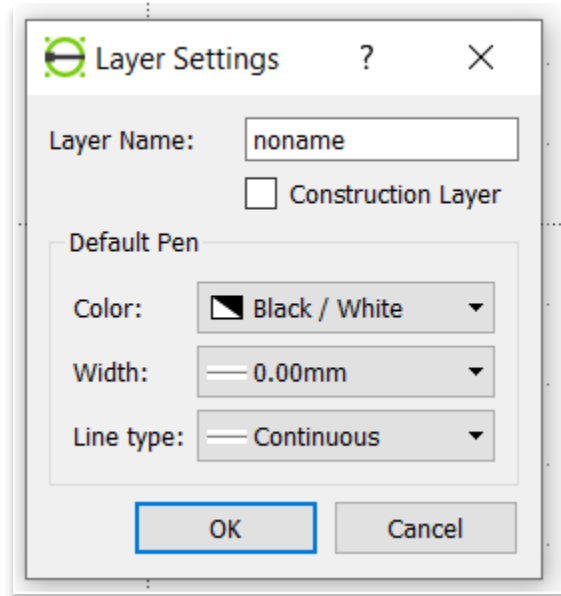 Layer Settings ?
Layer Name: noname
Construction Layer
Default Pen
Color: Black / White
Width: 0.00mm
Line type: Continuous
OK Cancel